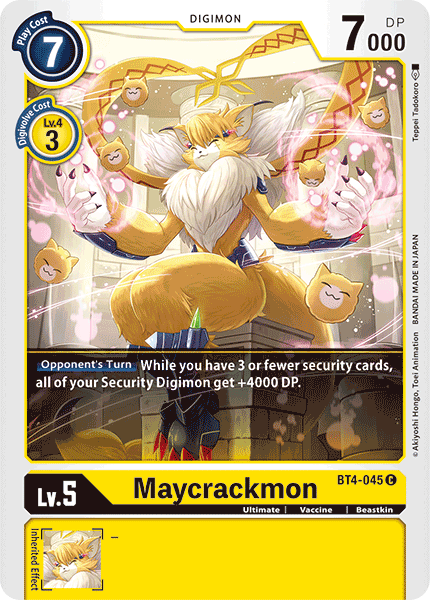 DIGIMON
Play Cost
7
7000
DP
Digivolve Cost
Lv.4
3
Teppei Tadokoro
©Akiyoshi Hongo, Toei Animation BANDAI MADE IN JAPAN
Opponent's Turn While you have 3 or fewer security cards,
all of your Security Digimon get +4000 DP.
Lv.5
Maycrackmon
BT4-045 C
Ultimate | Vaccine | Beastkin
Inherited Effect
–